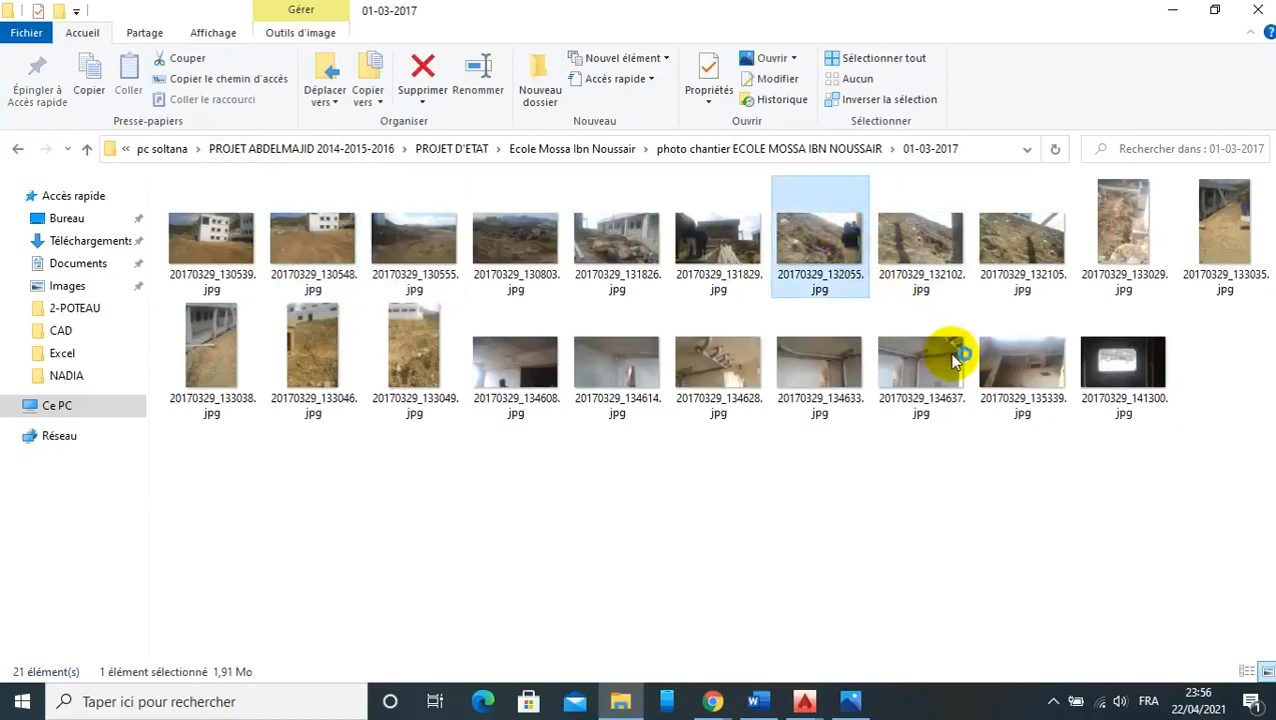 Gérer
01-03-2017
Fichier
Accueil
Partage
Affichage
Outils d'image
Épingler à
Accès rapide
Copier
Coller
Couper
Copier le chemin d'accès
Coller le raccourci
Presse-papiers
Déplacer
vers
Copier
vers
Supprimer
Renommer
Organiser
Nouveau
dossier
Nouvel élément
Accès rapide
Nouveau
Propriétés
Ouvrir
Modifier
Historique
Ouvrir
Sélectionner tout
Aucun
Inverser la sélection
Sélectionner
« pc soltana > PROJET ABDELMAJID 2014-2015-2016 > PROJET D'ETAT > Ecole Mossa Ibn Noussair > photo chantier ECOLE MOSSA IBN NOUSSAIR > 01-03-2017
Rechercher dans : 01-03-2017
Accès rapide
Bureau
Téléchargements
Documents
Images
2-POTEAU
CAD
Excel
NADIA
Ce PC
Réseau
20170329_130539.
jpg
20170329_130548.
jpg
20170329_130555.
jpg
20170329_130803.
jpg
20170329_131826.
jpg
20170329_131829.
jpg
20170329_132055.
jpg
20170329_132102.
jpg
20170329_132105.
jpg
20170329_133029.
jpg
20170329_133035.
jpg
20170329_133038.
jpg
20170329_133046.
jpg
20170329_133049.
jpg
20170329_134608.
jpg
20170329_134614.
jpg
20170329_134628.
jpg
20170329_134633.
jpg
20170329_134637.
jpg
20170329_135339.
jpg
20170329_141300.
jpg
21 élément(s)
1 élément sélectionné 1,91 Mo
Taper ici pour rechercher
FRA
23:56
22/04/2021